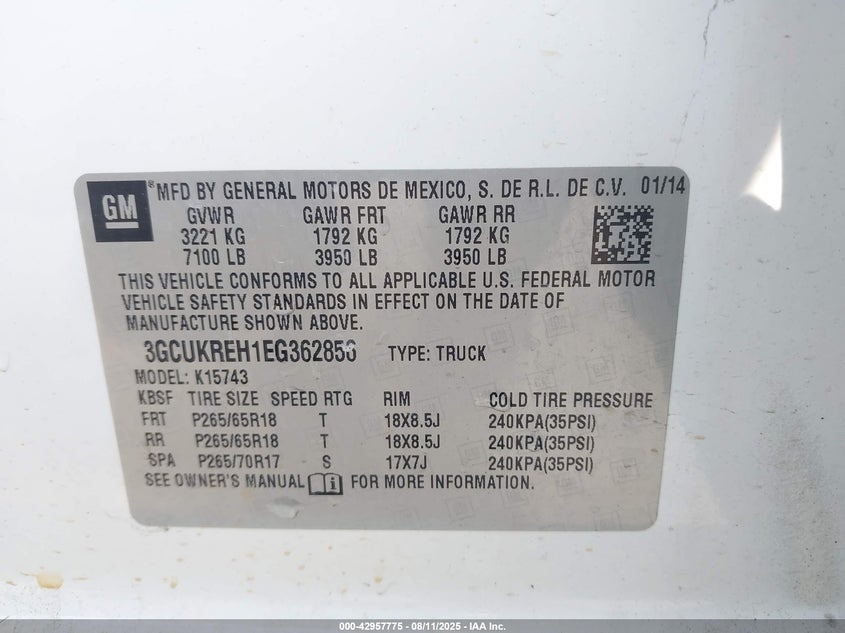 GM
® MFD BY GENERAL MOTORS DE MEXICO, S. DE R.L. DE C.V. 01/14
GVWR GAWR FRT GAWR RR
3221 KG 1792 KG 1792 KG
7100 LB 3950 LB 3950 LB
THIS VEHICLE CONFORMS TO ALL APPLICABLE U.S. FEDERAL MOTOR
VEHICLE SAFETY STANDARDS IN EFFECT ON THE DATE OF
MANUFACTURE SHOWN ABOVE.
3GCUKREH1EG362856 TYPE: TRUCK
MODEL: K15743
KBSF TIRE SIZE SPEED RTG RIM COLD TIRE PRESSURE
FRT P265/65R18 T 18X8.5J 240KPA(35PSI)
RR P265/65R18 T 18X8.5J 240KPA(35PSI)
SPA P265/70R17 S 17X7J 240KPA(35PSI)
SEE OWNER'S MANUAL FOR MORE INFORMATION.
000-42957775 - 08/11/2025 - IAA Inc.